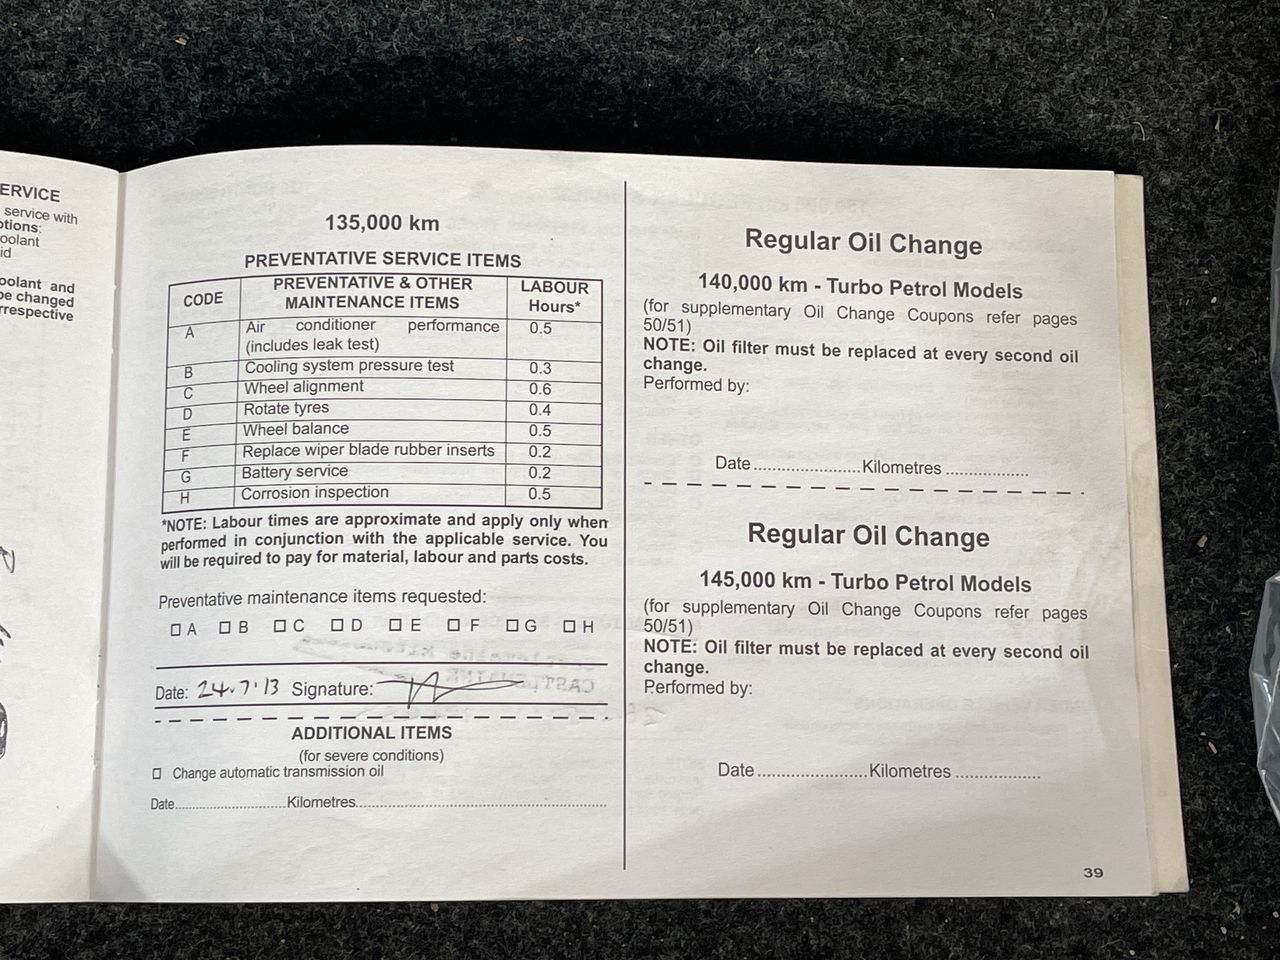 ERVICE
service with
otions:
oolant
id
oolant and
be changed
rrespective
135,000 km
PREVENTATIVE SERVICE ITEMS
CODE PREVENTATIVE & OTHER MAINTENANCE ITEMS LABOUR Hours*
A Air conditioner performance (includes leak test) 0.5
B Cooling system pressure test 0.3
C Wheel alignment 0.6
D Rotate tyres 0.4
E Wheel balance 0.5
F Replace wiper blade rubber inserts 0.2
G Battery service 0.2
H Corrosion inspection 0.5
*NOTE: Labour times are approximate and apply only when
performed in conjunction with the applicable service. You
will be required to pay for material, labour and parts costs.
Preventative maintenance items requested:
☐ A ☐ B ☐ C ☐ D ☐ E ☐ F ☐ G ☐ H
Date: 24.7'13 Signature:
ADDITIONAL ITEMS
(for severe conditions)
☐ Change automatic transmission oil
Date............................Kilometres..............................................................
Regular Oil Change
140,000 km - Turbo Petrol Models
(for supplementary Oil Change Coupons refer pages
50/51)
NOTE: Oil filter must be replaced at every second oil
change.
Performed by:
Date.......................Kilometres..................
Regular Oil Change
145,000 km - Turbo Petrol Models
(for supplementary Oil Change Coupons refer pages
50/51)
NOTE: Oil filter must be replaced at every second oil
change.
Performed by:
Date.......................Kilometres..................
39